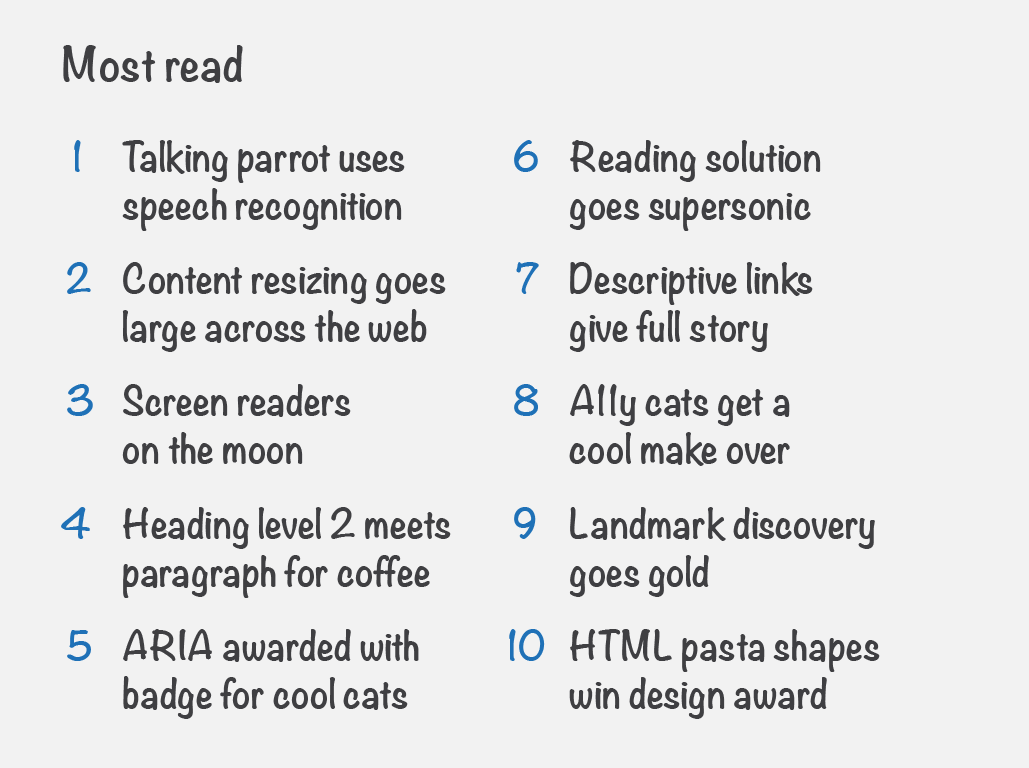 Most read
1 Talking parrot uses
speech recognition
2 Content resizing goes
large across the web
3 Screen readers
on the moon
4 Heading level 2 meets
paragraph for coffee
5 ARIA awarded with
badge for cool cats
6 Reading solution
goes supersonic
7 Descriptive links
give full story
8 A11y cats get a
cool make over
9 Landmark discovery
goes gold
10 HTML pasta shapes
win design award